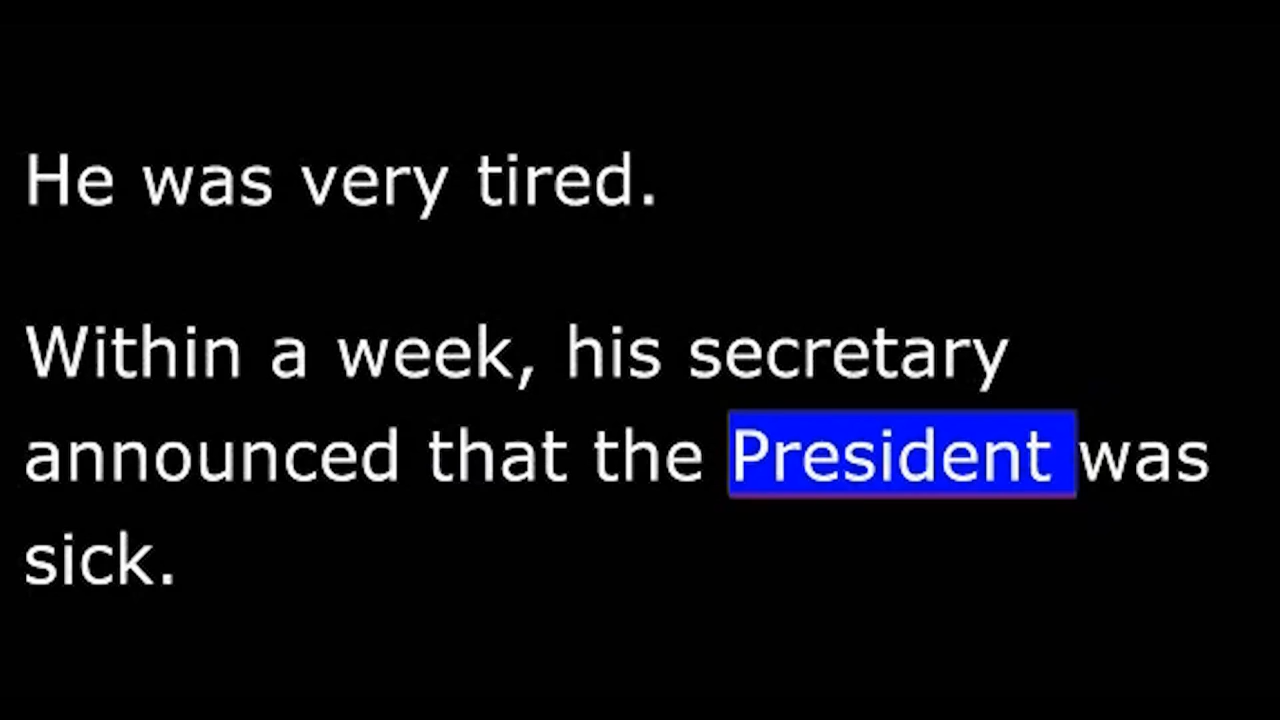 He was very tired.
Within a week, his secretary
announced that the President was
sick.